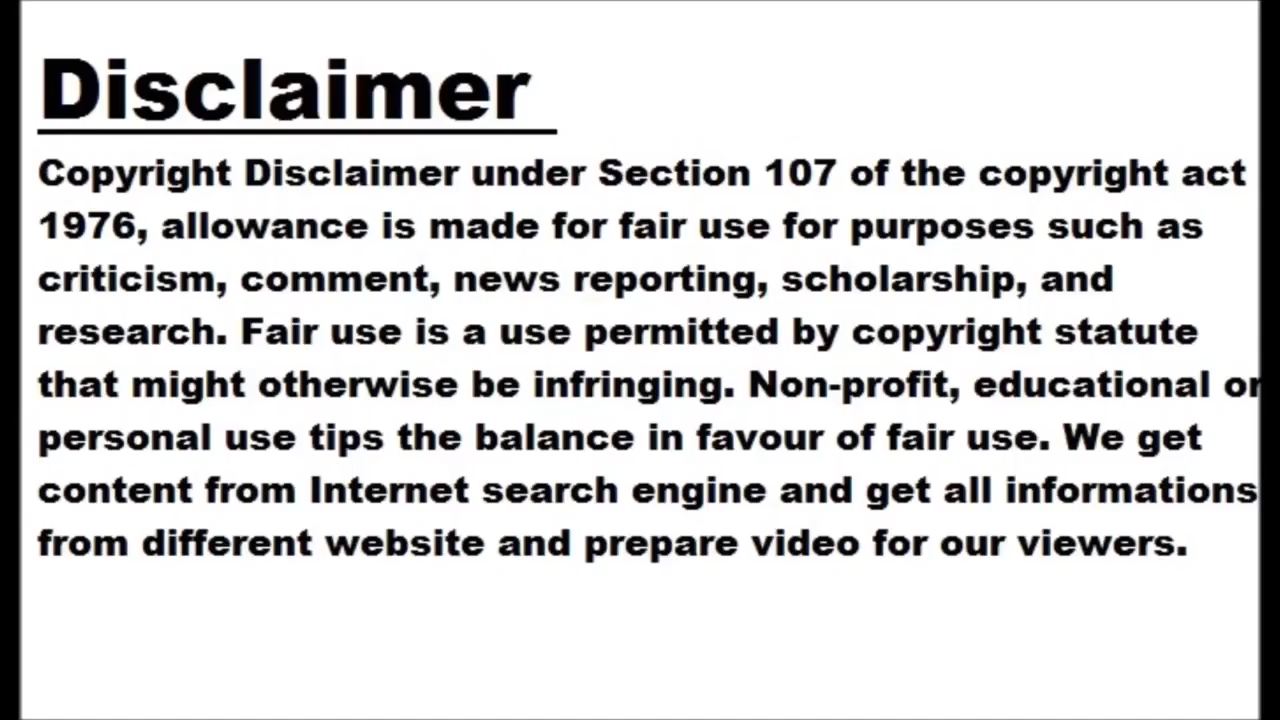 Disclaimer
Copyright Disclaimer under Section 107 of the copyright act
1976, allowance is made for fair use for purposes such as
criticism, comment, news reporting, scholarship, and
research. Fair use is a use permitted by copyright statute
that might otherwise be infringing. Non-profit, educational or
personal use tips the balance in favour of fair use. We get
content from Internet search engine and get all informations
from different website and prepare video for our viewers.